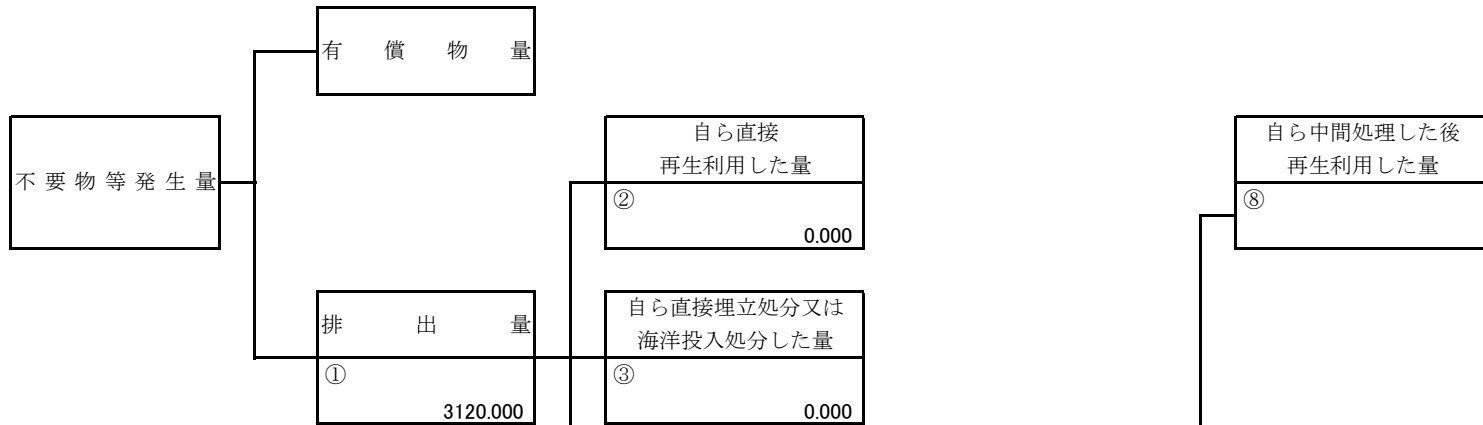 有償物量
不要物等発生量
自ら直接
再生利用した量
②
0.000
自ら中間処理した後
再生利用した量
⑧
排出量
①
3120.000
自ら直接埋立処分又は
海洋投入処分した量
③
0.000